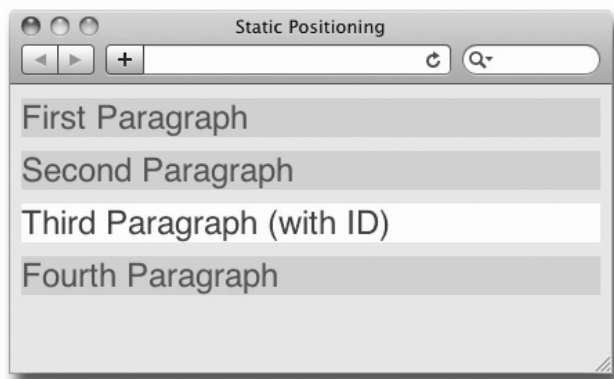 Static Positioning
First Paragraph
Second Paragraph
Third Paragraph (with ID)
Fourth Paragraph